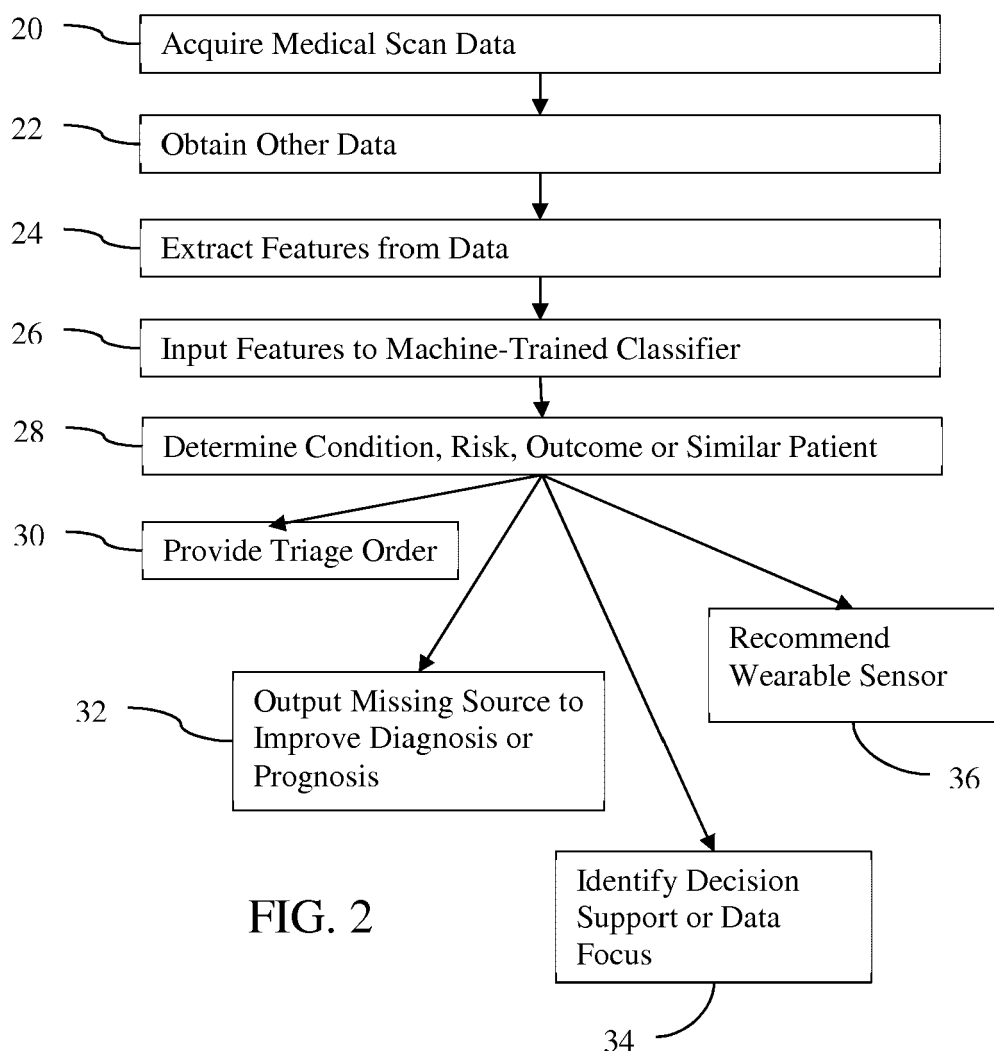 20
Acquire Medical Scan Data
22
Obtain Other Data
24
Extract Features from Data
26
Input Features to Machine-Trained Classifier
28
Determine Condition, Risk, Outcome or Similar Patient
30
Provide Triage Order
Recommend
Wearable Sensor
36
32
Output Missing Source to
Improve Diagnosis or
Prognosis
Identify Decision
Support or Data
Focus
34
FIG. 2